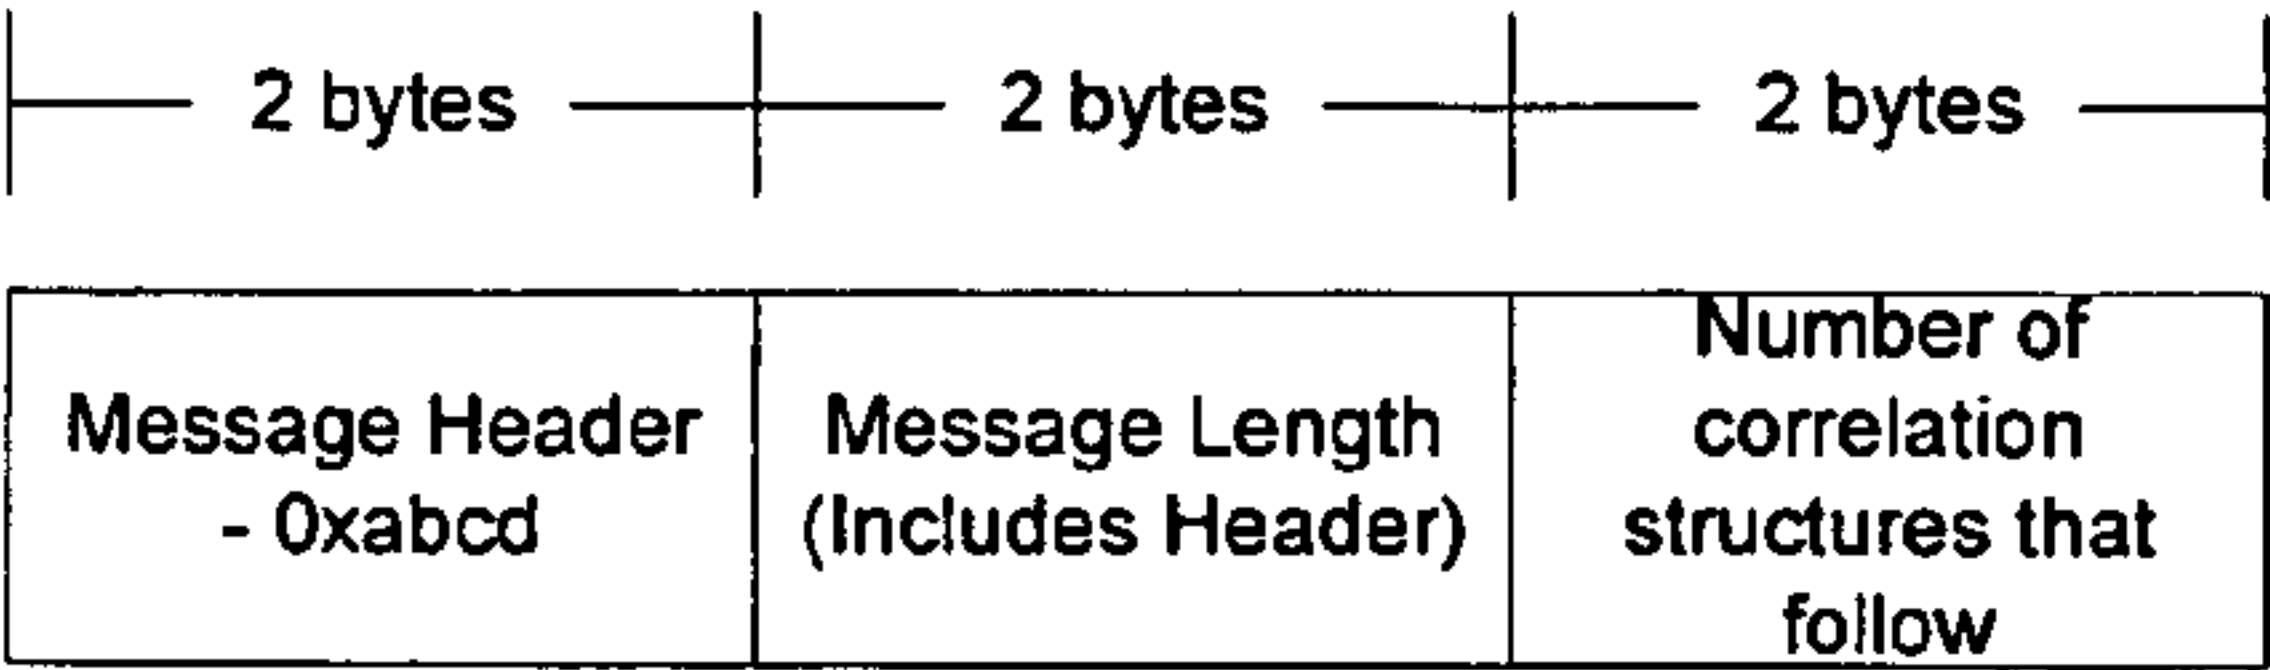 2 bytes 2 bytes 2 bytes
Message Header
- 0xabcd
Message Length
(Includes Header)
Number of
correlation
structures that
follow